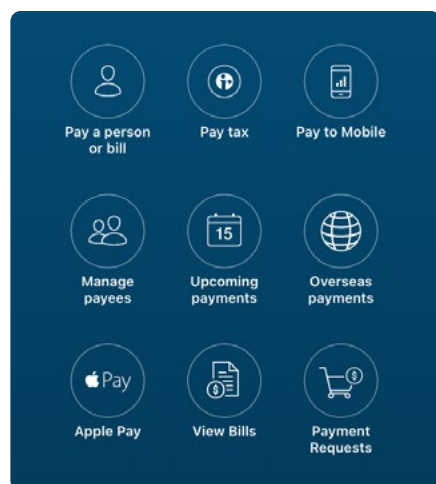 Pay a person
or bill
Pay tax
Pay to Mobile
Manage
payees
15
Upcoming
payments
Overseas
payments
Pay
Apple Pay
$
View Bills
$
Payment
Requests